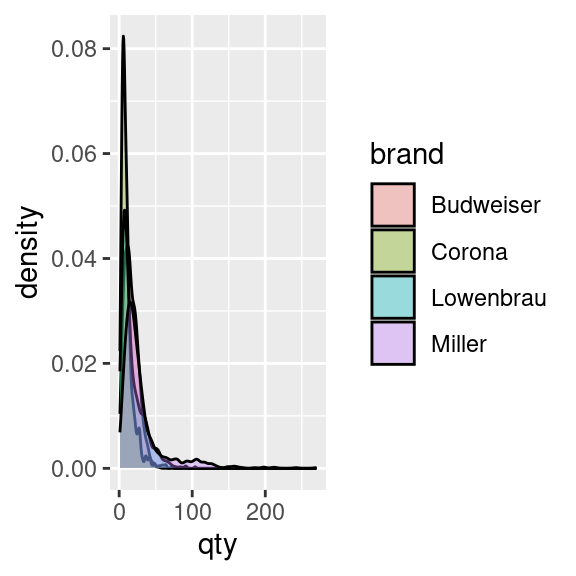 0.08
0.06
0.04
0.02
0.00
density
0 100 200
qty
brand
Budweiser
Corona
Lowenbrau
Miller